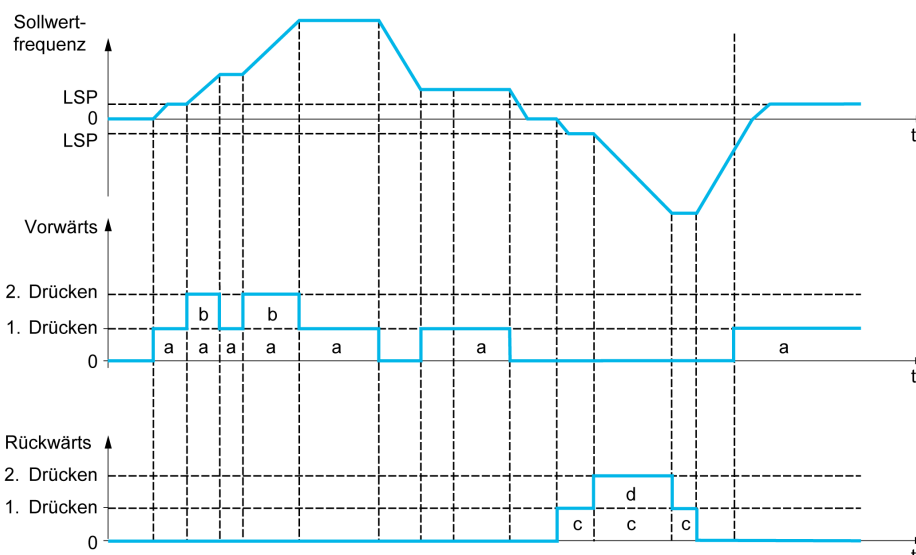 Sollwert-
frequenz
LSP
0
LSP
t
Vorwärts
2. Drücken
b b
1. Drücken
a a a a a a a
0
t
Rückwärts
2. Drücken
d
1. Drücken
c c c
0
t